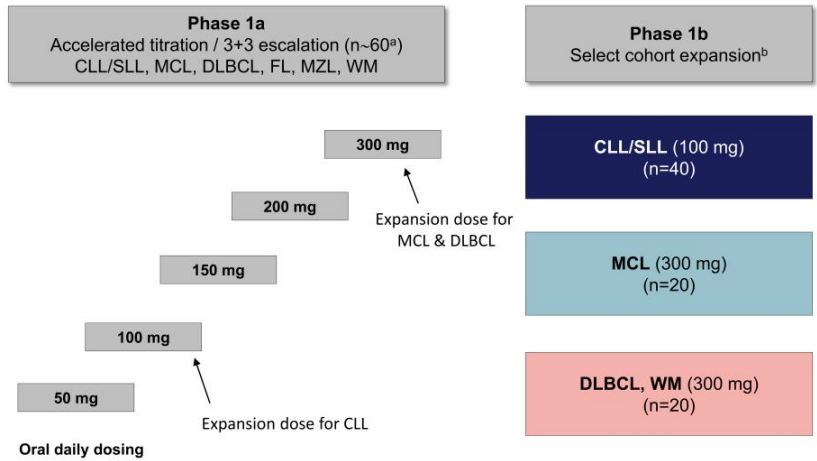 Phase 1a
Accelerated titration / 3+3 escalation (n~60ᵃ)
CLL/SLL, MCL, DLBCL, FL, MZL, WM
Phase 1b
Select cohort expansionᵇ
300 mg
200 mg
Expansion dose for
MCL & DLBCL
150 mg
100 mg
50 mg
Expansion dose for CLL
Oral daily dosing
CLL/SLL (100 mg)
(n=40)
MCL (300 mg)
(n=20)
DLBCL, WM (300 mg)
(n=20)